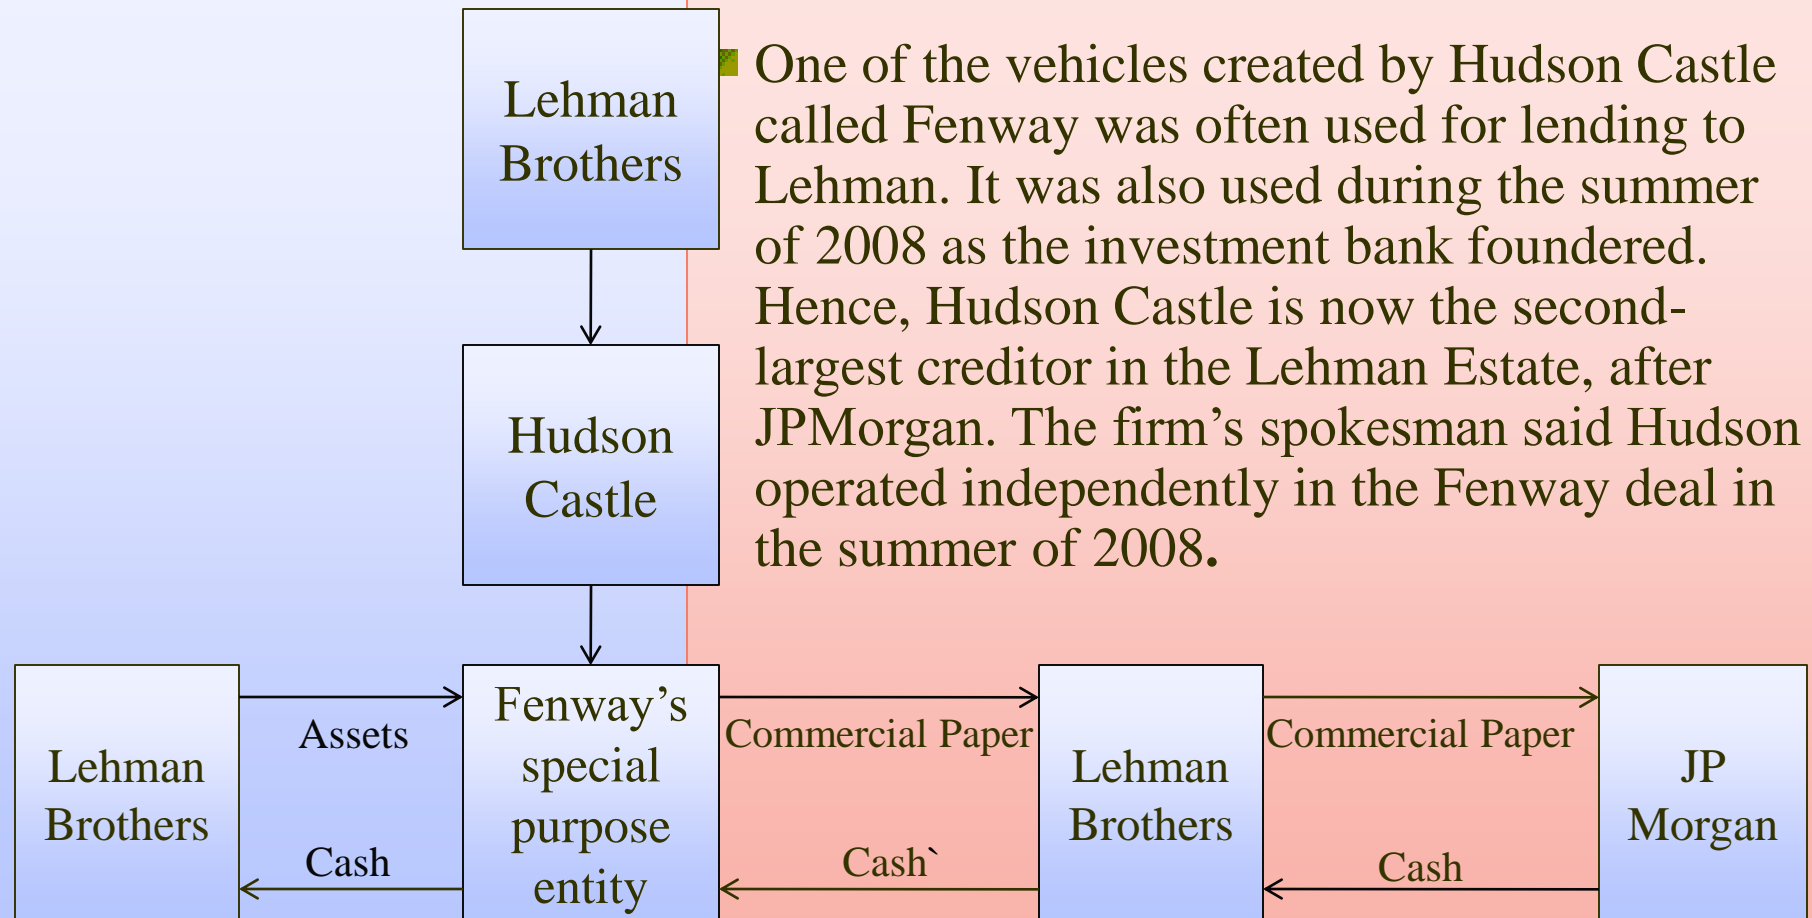 Lehman
Brothers
One of the vehicles created by Hudson Castle
called Fenway was often used for lending to
Lehman. It was also used during the summer
of 2008 as the investment bank foundered.
Hence, Hudson Castle is now the second-
largest creditor in the Lehman Estate, after
JPMorgan. The firm’s spokesman said Hudson
operated independently in the Fenway deal in
the summer of 2008.
Hudson
Castle
Lehman
Brothers
Assets
Cash
Fenway’s
special
purpose
entity
Commercial Paper
Cash`
Lehman
Brothers
Commercial Paper
Cash
JP
Morgan